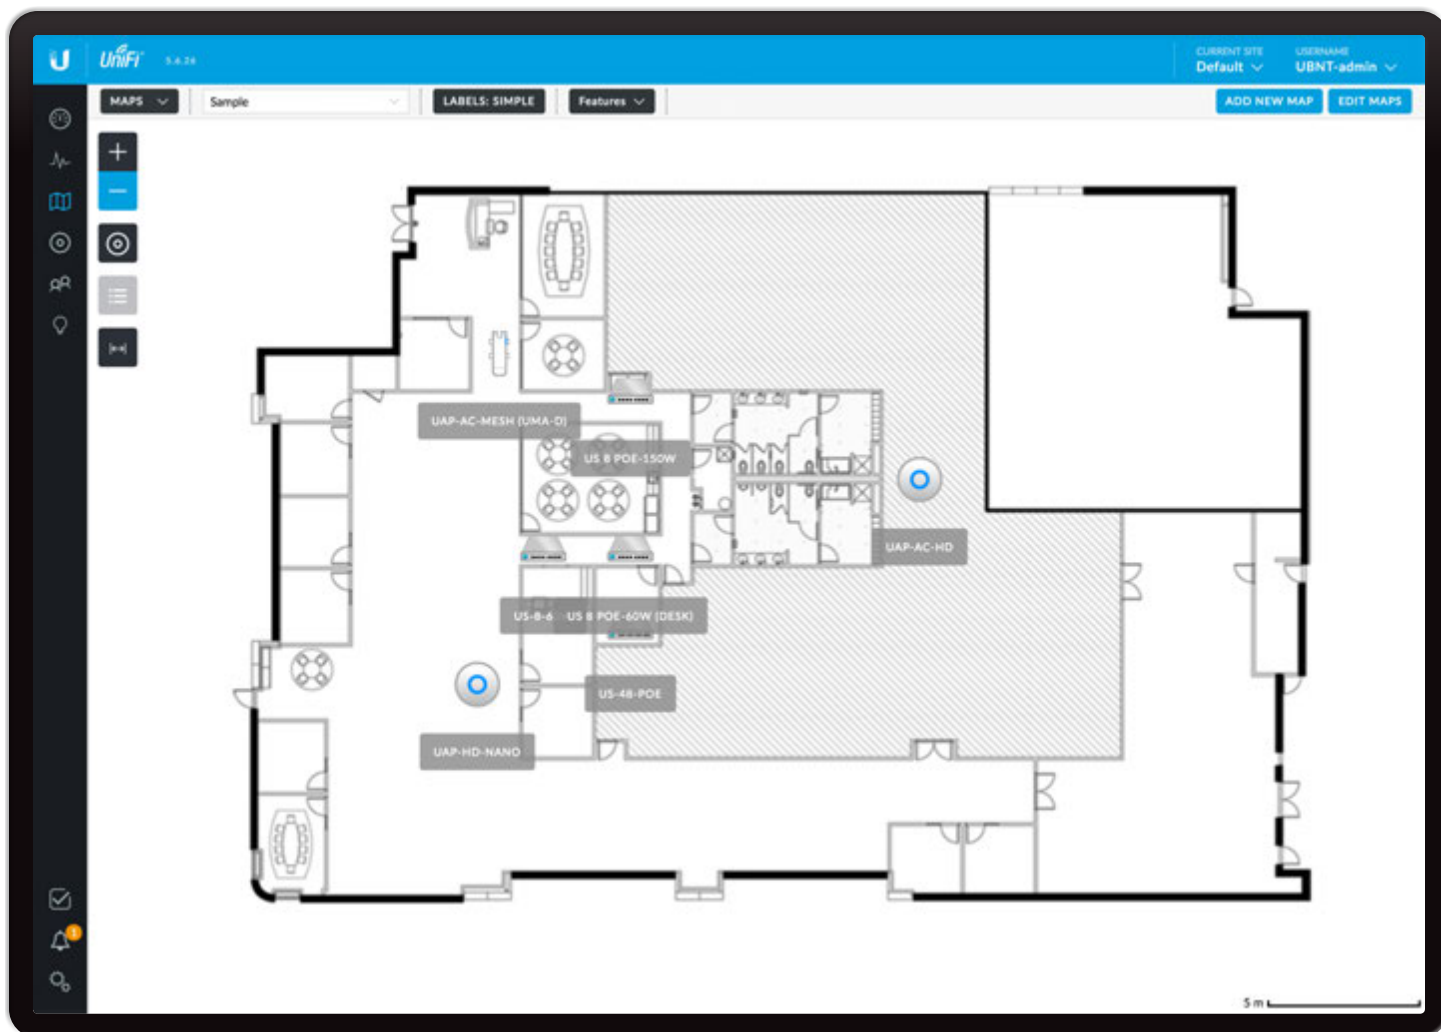 UniFi 5.6.26
CURRENT SITE
Default
USERNAME
UBNT-admin
MAPS
Sample
LABELS: SIMPLE
Features
ADD NEW MAP
EDIT MAPS
UAP-AC-MESH (UMA-D)
US 8 POE-150W
UAP-AC-HD
US-8-6
US 8 POE-60W (DESK)
US-48-POE
UAP-HD-NANO
1
5 m